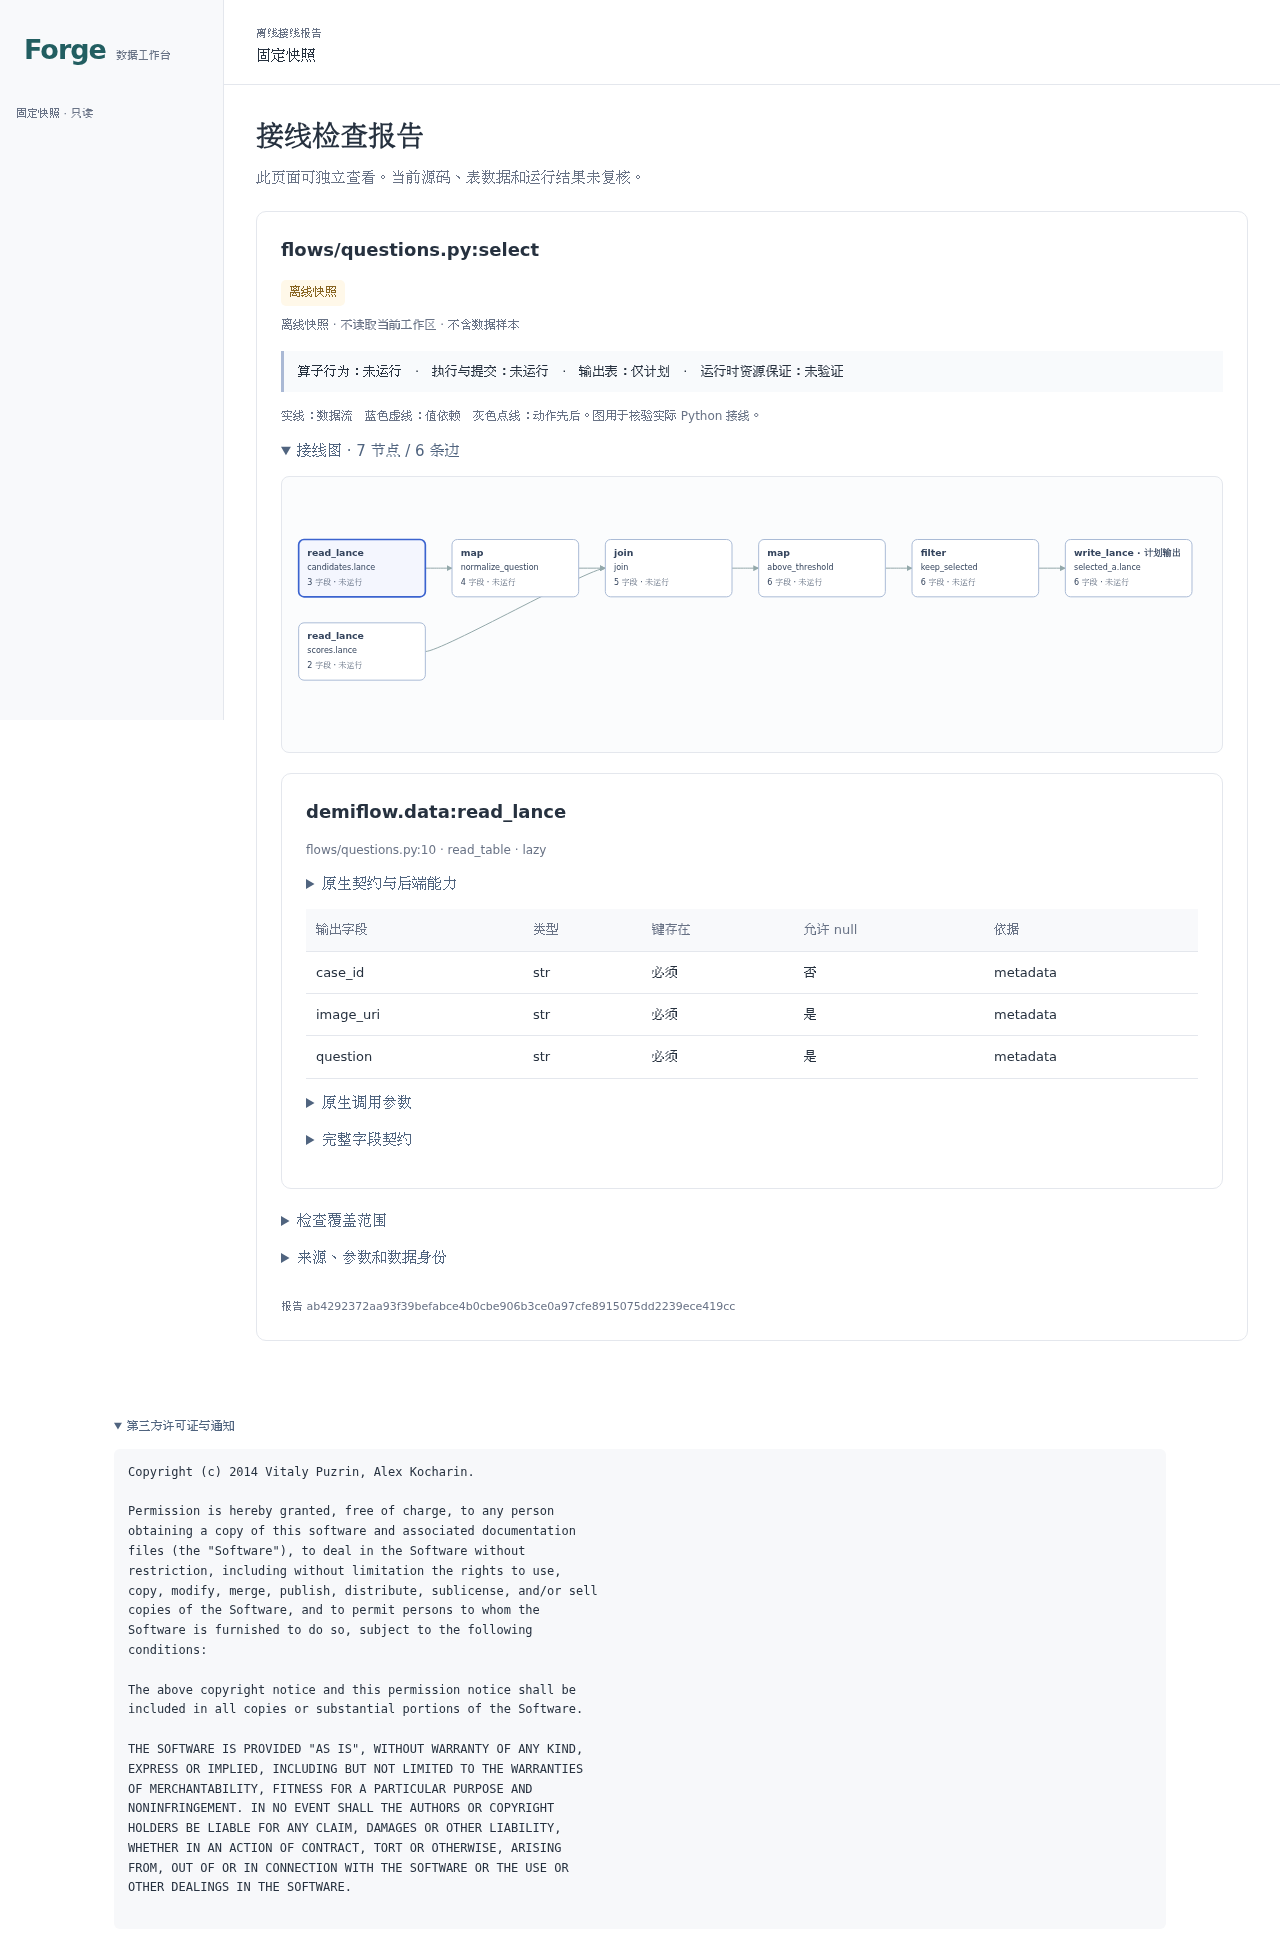 Forge 数据工作台
固定快照 · 只读
离线接线报告
固定快照
接线检查报告
此页面可独立查看。当前源码、表数据和运行结果未复核。
flows/questions.py:select
离线快照
离线快照 · 不读取当前工作区 · 不含数据样本
算子行为：未运行 · 执行与提交：未运行 · 输出表：仅计划 · 运行时资源保证：未验证
实线：数据流 蓝色虚线：值依赖 灰色点线：动作先后。图用于核验实际 Python 接线。
▼ 接线图 · 7 节点 / 6 条边
read_lance
candidates.lance
3 字段 · 未运行
map
normalize_question
4 字段 · 未运行
join
join
5 字段 · 未运行
map
above_threshold
6 字段 · 未运行
filter
keep_selected
6 字段 · 未运行
write_lance · 计划输出
selected_a.lance
6 字段 · 未运行
read_lance
scores.lance
2 字段 · 未运行
demiflow.data:read_lance
flows/questions.py:10 · read_table · lazy
▶ 原生契约与后端能力
输出字段 类型 键存在 允许 null 依据
case_id str 必须 否 metadata
image_uri str 必须 是 metadata
question str 必须 是 metadata
▶ 原生调用参数
▶ 完整字段契约
▶ 检查覆盖范围
▶ 来源、参数和数据身份
报告 ab4292372aa93f39befabce4b0cbe906b3ce0a97cfe8915075dd2239ece419cc
▼ 第三方许可证与通知
Copyright (c) 2014 Vitaly Puzrin, Alex Kocharin.
Permission is hereby granted, free of charge, to any person
obtaining a copy of this software and associated documentation
files (the "Software"), to deal in the Software without
restriction, including without limitation the rights to use,
copy, modify, merge, publish, distribute, sublicense, and/or sell
copies of the Software, and to permit persons to whom the
Software is furnished to do so, subject to the following
conditions:
The above copyright notice and this permission notice shall be
included in all copies or substantial portions of the Software.
THE SOFTWARE IS PROVIDED "AS IS", WITHOUT WARRANTY OF ANY KIND,
EXPRESS OR IMPLIED, INCLUDING BUT NOT LIMITED TO THE WARRANTIES
OF MERCHANTABILITY, FITNESS FOR A PARTICULAR PURPOSE AND
NONINFRINGEMENT. IN NO EVENT SHALL THE AUTHORS OR COPYRIGHT
HOLDERS BE LIABLE FOR ANY CLAIM, DAMAGES OR OTHER LIABILITY,
WHETHER IN AN ACTION OF CONTRACT, TORT OR OTHERWISE, ARISING
FROM, OUT OF OR IN CONNECTION WITH THE SOFTWARE OR THE USE OR
OTHER DEALINGS IN THE SOFTWARE.